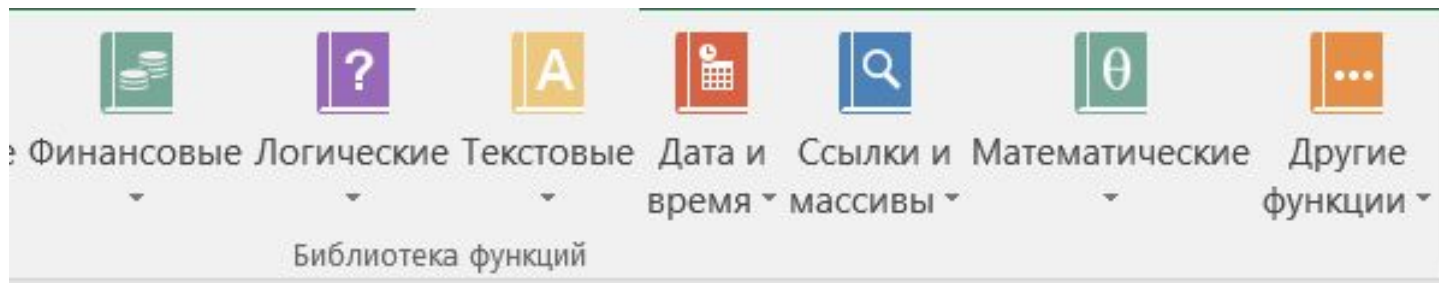 Финансовые Логические Текстовые Дата и Ссылки и Математические Другие
время массивы функции
Библиотека функций